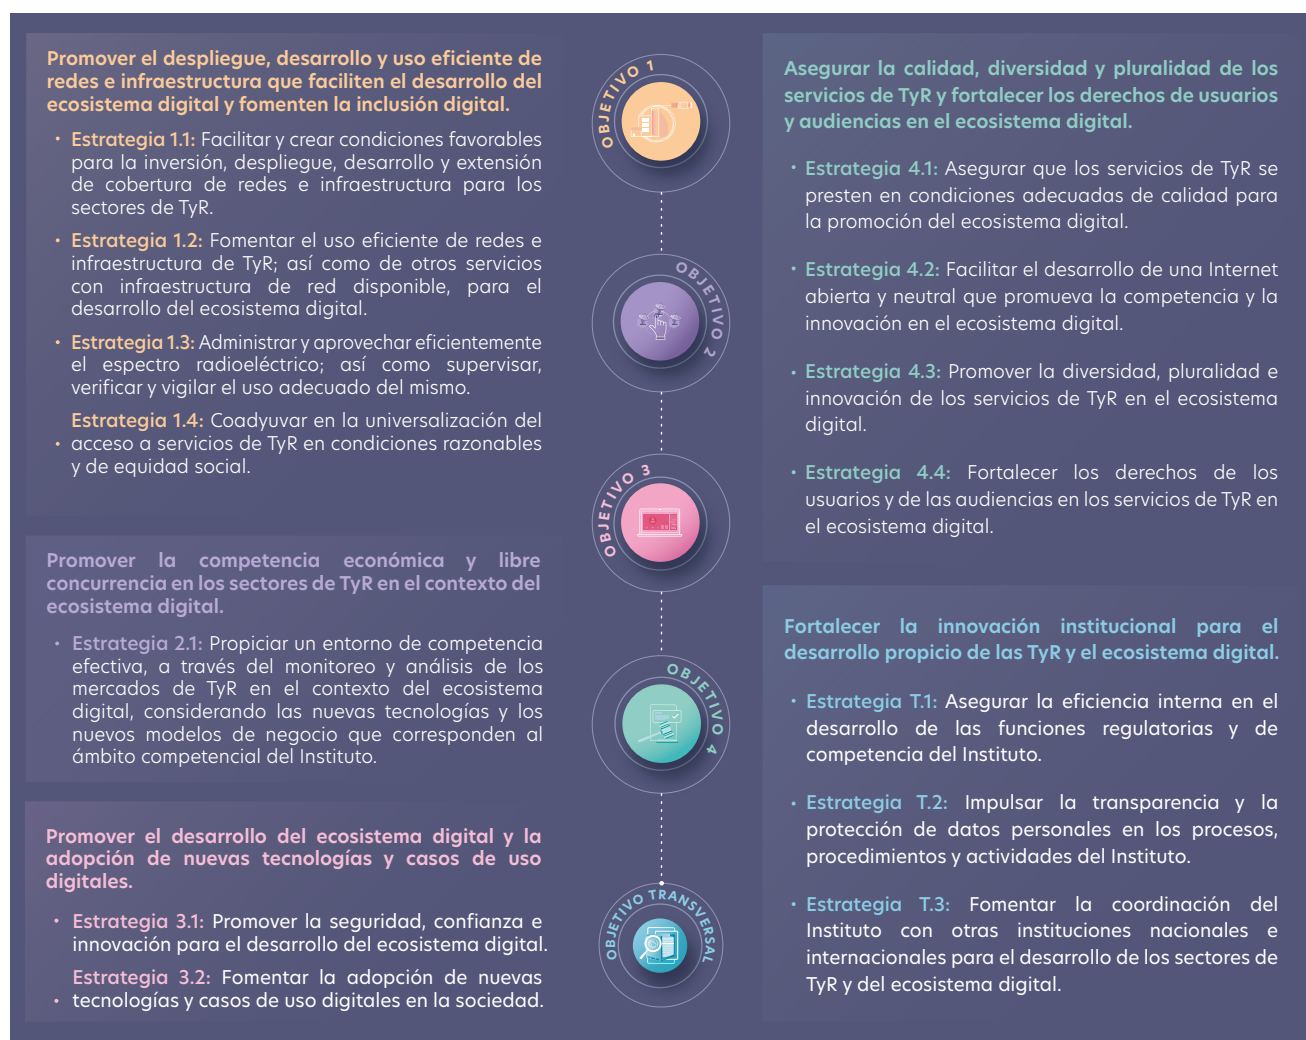 Promover el despliegue, desarrollo y uso eficiente de
redes e infraestructura que faciliten el desarrollo del
ecosistema digital y fomenten la inclusión digital.
• Estrategia 1.1: Facilitar y crear condiciones favorables
para la inversión, despliegue, desarrollo y extensión
de cobertura de redes e infraestructura para los
sectores de TyR.
• Estrategia 1.2: Fomentar el uso eficiente de redes e
infraestructura de TyR; así como de otros servicios
con infraestructura de red disponible, para el
desarrollo del ecosistema digital.
• Estrategia 1.3: Administrar y aprovechar eficientemente
el espectro radioeléctrico; así como supervisar,
verificar y vigilar el uso adecuado del mismo.
Estrategia 1.4: Coadyuvar en la universalización del
• acceso a servicios de TyR en condiciones razonables
y de equidad social.
Promover la competencia económica y libre
concurrencia en los sectores de TyR en el contexto del
ecosistema digital.
• Estrategia 2.1: Propiciar un entorno de competencia
efectiva, a través del monitoreo y análisis de los
mercados de TyR en el contexto del ecosistema
digital, considerando las nuevas tecnologías y los
nuevos modelos de negocio que corresponden al
ámbito competencial del Instituto.
Promover el desarrollo del ecosistema digital y la
adopción de nuevas tecnologías y casos de uso
digitales.
• Estrategia 3.1: Promover la seguridad, confianza e
innovación para el desarrollo del ecosistema digital.
Estrategia 3.2: Fomentar la adopción de nuevas
• tecnologías y casos de uso digitales en la sociedad.
OBJETIVO 1
OBJETIVO 2
OBJETIVO 3
OBJETIVO 4
OBJETIVO TRANSVERSAL
Asegurar la calidad, diversidad y pluralidad de los
servicios de TyR y fortalecer los derechos de usuarios
y audiencias en el ecosistema digital.
• Estrategia 4.1: Asegurar que los servicios de TyR se
presten en condiciones adecuadas de calidad para
la promoción del ecosistema digital.
• Estrategia 4.2: Facilitar el desarrollo de una Internet
abierta y neutral que promueva la competencia y la
innovación en el ecosistema digital.
• Estrategia 4.3: Promover la diversidad, pluralidad e
innovación de los servicios de TyR en el ecosistema
digital.
• Estrategia 4.4: Fortalecer los derechos de los
usuarios y de las audiencias en los servicios de TyR en
el ecosistema digital.
Fortalecer la innovación institucional para el
desarrollo propicio de las TyR y el ecosistema digital.
• Estrategia T.1: Asegurar la eficiencia interna en el
desarrollo de las funciones regulatorias y de
competencia del Instituto.
• Estrategia T.2: Impulsar la transparencia y la
protección de datos personales en los procesos,
procedimientos y actividades del Instituto.
• Estrategia T.3: Fomentar la coordinación del
Instituto con otras instituciones nacionales e
internacionales para el desarrollo de los sectores de
TyR y del ecosistema digital.